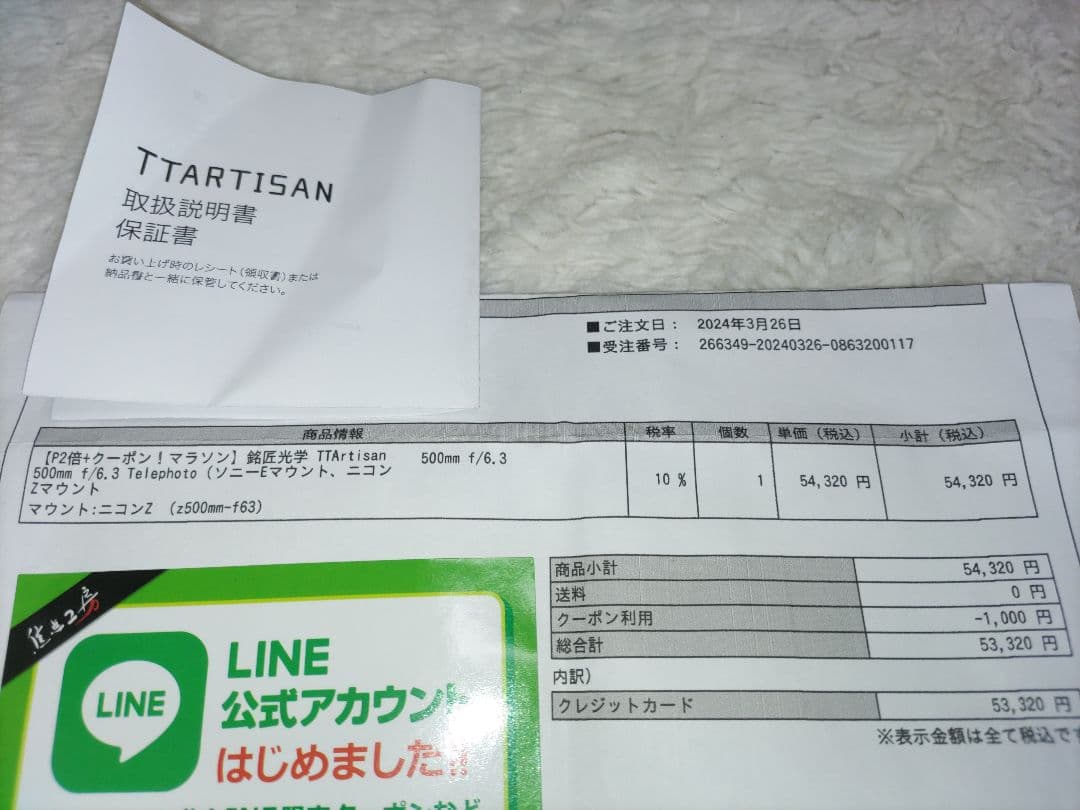 TTARTISAN
取扱説明書
保証書
お買い上げ時のレシート(領収書)または
納品書と一緒に保管してください。
■ご注文日： 2024年3月26日
■受注番号： 266349-20240326-0863200117
商品情報 税率 個数 単価（税込） 小計（税込）
【P2倍+クーポン！マラソン】銘匠光学 TTArtisan 500mm f/6.3
500mm f/6.3 Telephoto (ソニーEマウント、ニコン
Zマウント
マウント:ニコンZ (z500mm-f63)
10 % 1 54,320 円 54,320 円
商品小計 54,320 円
送料 0 円
クーポン利用 -1,000 円
総合計 53,320 円
内訳）
クレジットカード 53,320 円
※表示金額は全て税込です
焦点工房
LINE
LINE
公式アカウント
はじめました!!